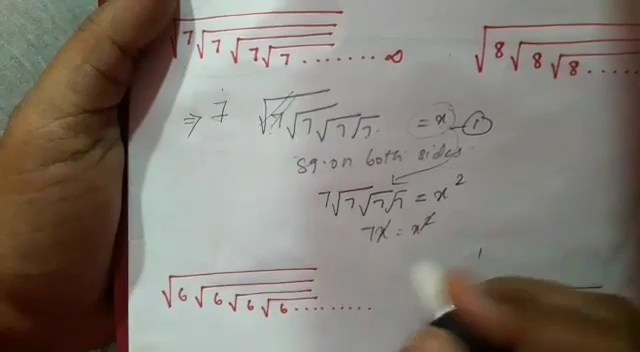 √7√7√7√7.......∞
√8√8√8....
⇒ 7 √7√7√7√7. = x — 1
sq. on both sides.
7√7√7√7 = x²
7x = x²
√6√6√6√6.........